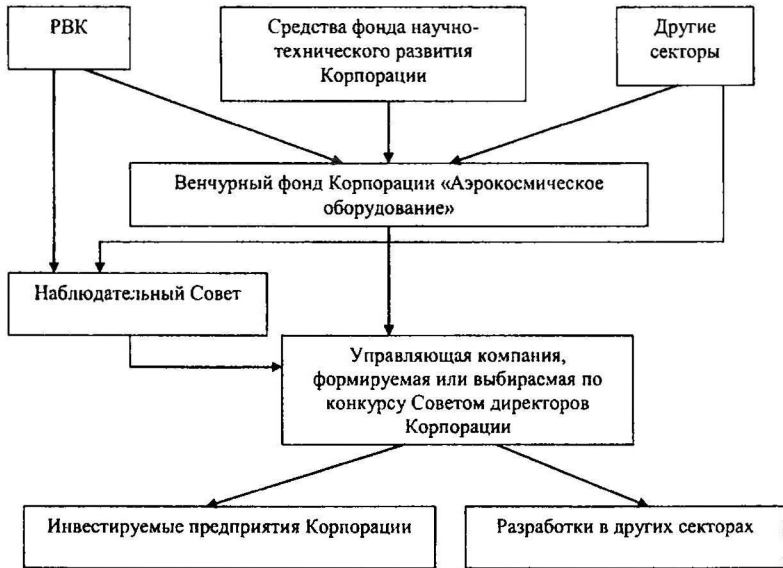 РВК
Средства фонда научно-
технического развития
Корпорации
Другие
секторы
Венчурный фонд Корпорации «Аэрокосмическое
оборудование»
Наблюдательный Совет
Управляющая компания,
формируемая или выбирасмая по
конкурсу Советом директоров
Корпорации
Инвестируемые предприятия Корпорации
Разработки в других секторах